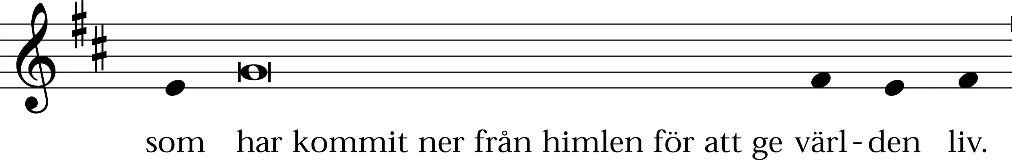 som har kommit ner från himlen för att ge värl-den liv.